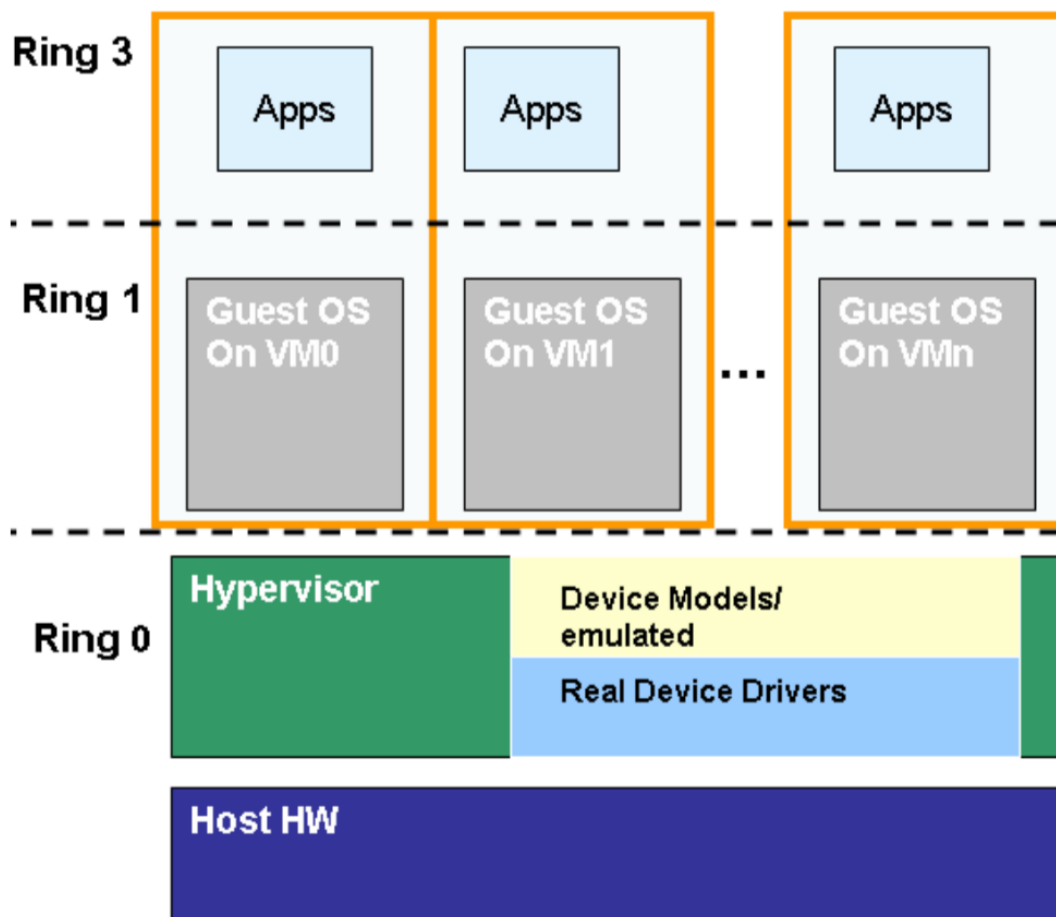 Ring 3
Apps
Apps
Apps
Ring 1
Guest OS
On VM0
Guest OS
On VM1
...
Guest OS
On VMn
Hypervisor
Device Models/
emulated
Ring 0
Real Device Drivers
Host HW